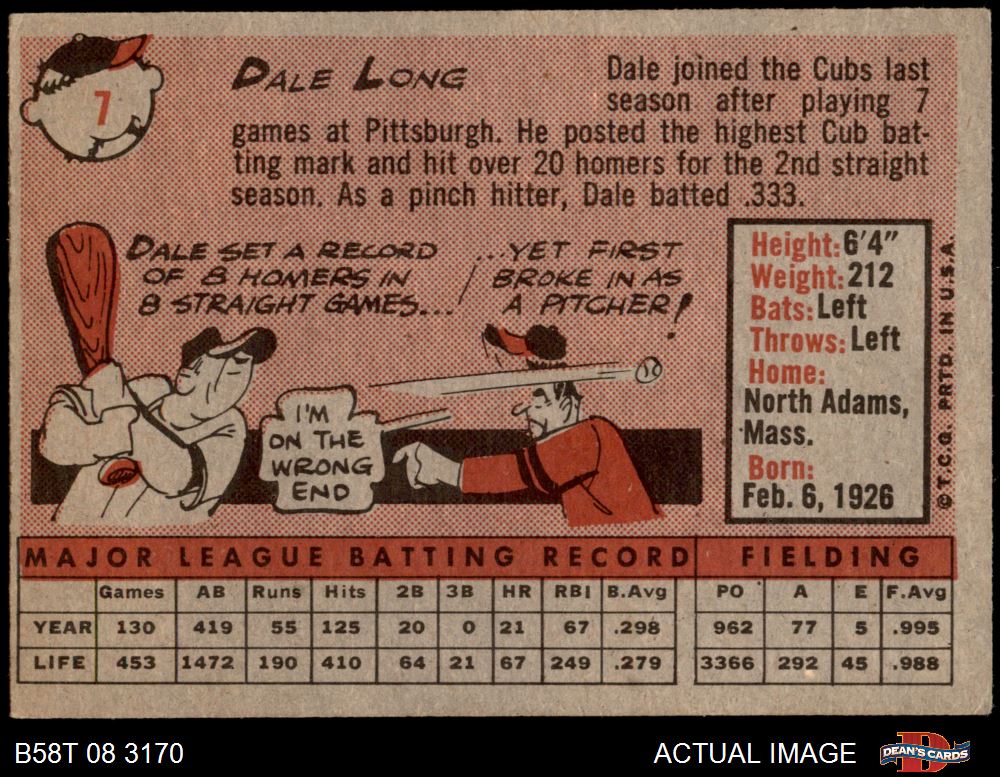 7
DALE LONG
Dale joined the Cubs last
season after playing 7
games at Pittsburgh. He posted the highest Cub bat-
ting mark and hit over 20 homers for the 2nd straight
season. As a pinch hitter, Dale batted .333.
DALE SET A RECORD
OF 8 HOMERS IN
8 STRAIGHT GAMES...
...YET FIRST
BROKE IN AS
A PITCHER!
I'M
ON THE
WRONG
END
Height: 6'4"
Weight: 212
Bats: Left
Throws: Left
Home:
North Adams,
Mass.
Born:
Feb. 6, 1926
© T.C.G. PRTD. IN U.S.A.
MAJOR LEAGUE BATTING RECORD FIELDING
Games AB Runs Hits 2B 3B HR RBI B.Avg PO A E F.Avg
YEAR 130 419 55 125 20 0 21 67 .298 962 77 5 .995
LIFE 453 1472 190 410 64 21 67 249 .279 3366 292 45 .988
B58T 08 3170 ACTUAL IMAGE D DEAN'S CARDS